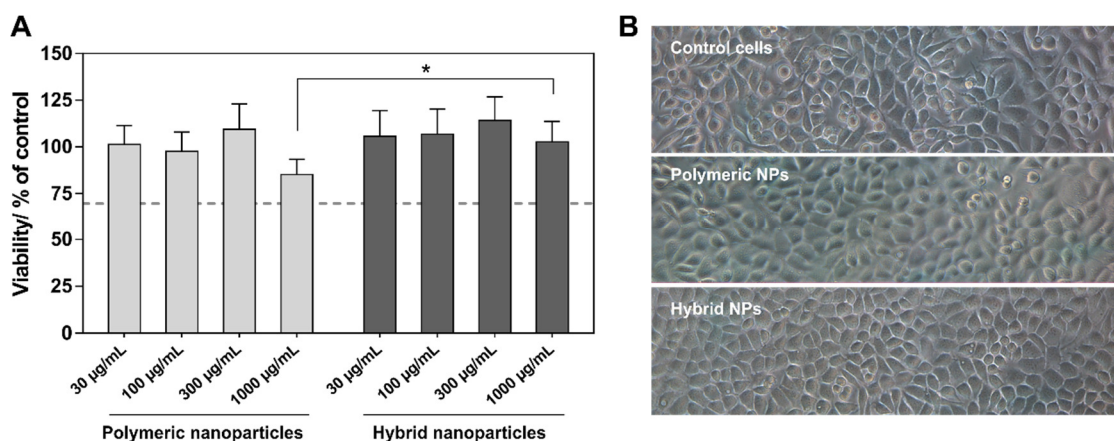 A
Viability/ % of control
150
125
100
75
50
25
0
*
30 µg/mL
100 µg/mL
300 µg/mL
1000 µg/mL
30 µg/mL
100 µg/mL
300 µg/mL
1000 µg/mL
Polymeric nanoparticles
Hybrid nanoparticles
B
Control cells
Polymeric NPs
Hybrid NPs